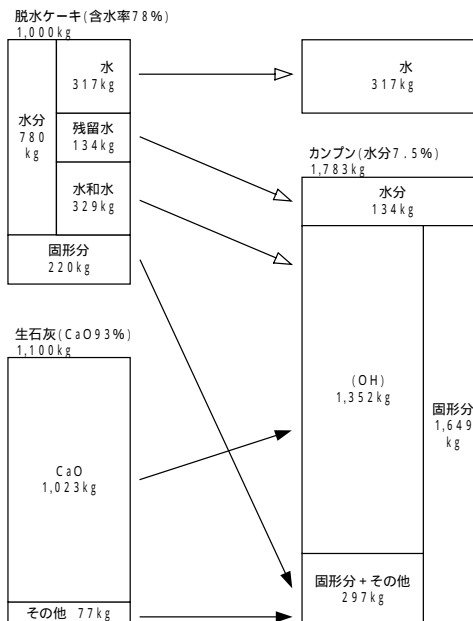 脱水ケーキ(含水率78%)
1,000kg
水
317kg
水分
780
kg
残留水
134kg
水和水
329kg
固形分
220kg
生石灰(CaO93%)
1,100kg
CaO
1,023kg
その他 77kg
水
317kg
カンプン(水分7.5%)
1,783kg
水分
134kg
(OH)
1,352kg
固形分
1,649
kg
固形分+その他
297kg